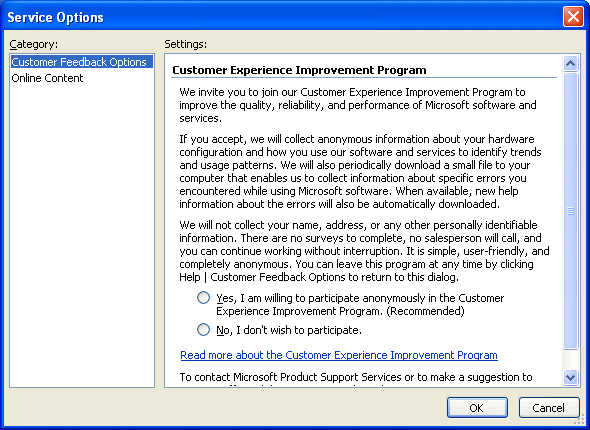 Service Options
Category:
Settings:
Customer Feedback Options
Online Content
Customer Experience Improvement Program
We invite you to join our Customer Experience Improvement Program to
improve the quality, reliability, and performance of Microsoft software and
services.
If you accept, we will collect anonymous information about your hardware
configuration and how you use our software and services to identify trends
and usage patterns. We will also periodically download a small file to your
computer that enables us to collect information about specific errors you
encountered while using Microsoft software. When available, new help
information about the errors will also be automatically downloaded.
We will not collect your name, address, or any other personally identifiable
information. There are no surveys to complete, no salesperson will call, and
you can continue working without interruption. It is simple, user-friendly, and
completely anonymous. You can leave this program at any time by clicking
Help | Customer Feedback Options to return to this dialog.
Yes, I am willing to participate anonymously in the Customer
Experience Improvement Program. (Recommended)
No, I don't wish to participate.
Read more about the Customer Experience Improvement Program
To contact Microsoft Product Support Services or to make a suggestion to
OK
Cancel